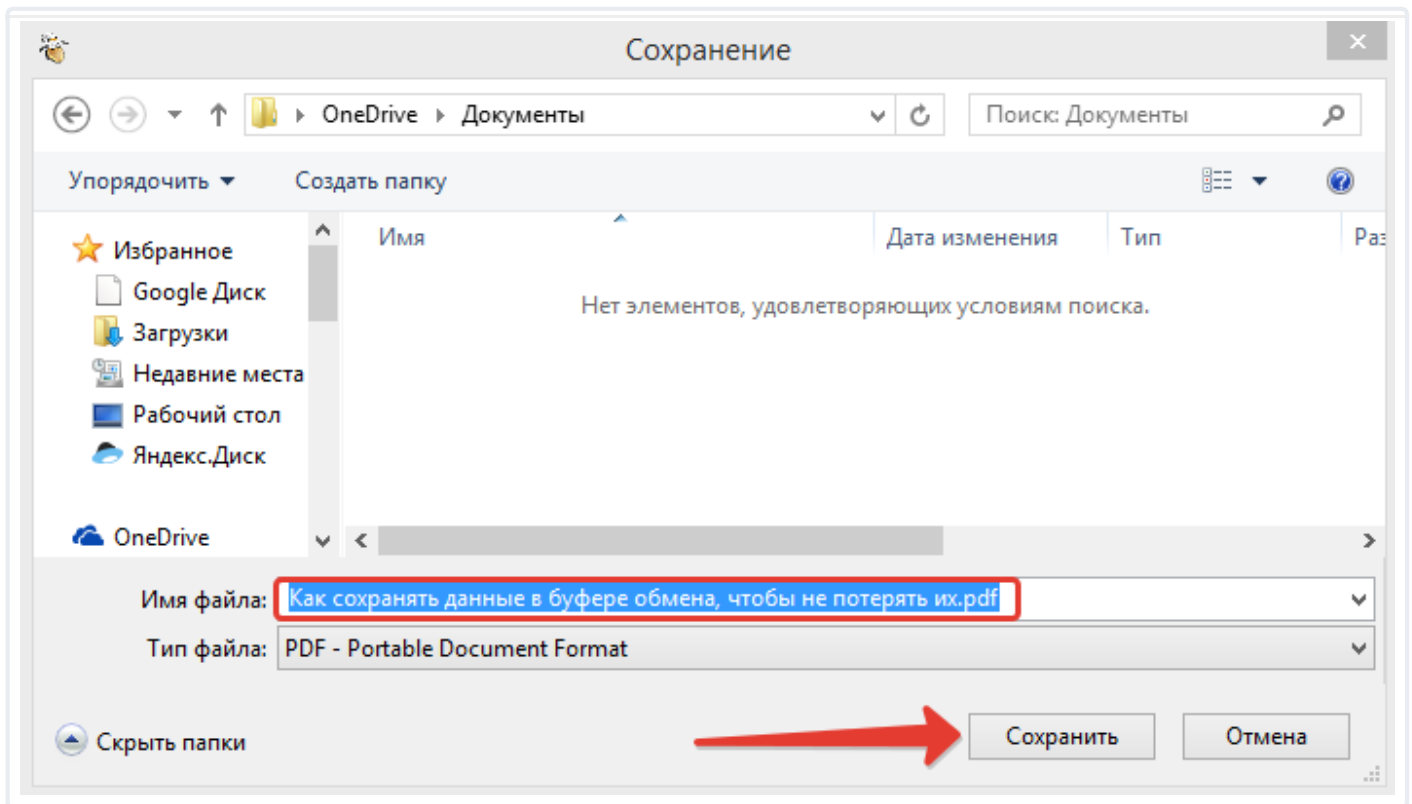 Сохранение
OneDrive Документы
Поиск: Документы
Упорядочить Создать папку
Имя Дата изменения Тип Раз
Избранное
Google Диск
Нет элементов, удовлетворяющих условиям поиска.
Загрузки
Недавние места
Рабочий стол
Яндекс.Диск
OneDrive
Имя файла: Как сохранять данные в буфере обмена, чтобы не потерять их.pdf
Тип файла: PDF - Portable Document Format
Скрыть папки Сохранить Отмена